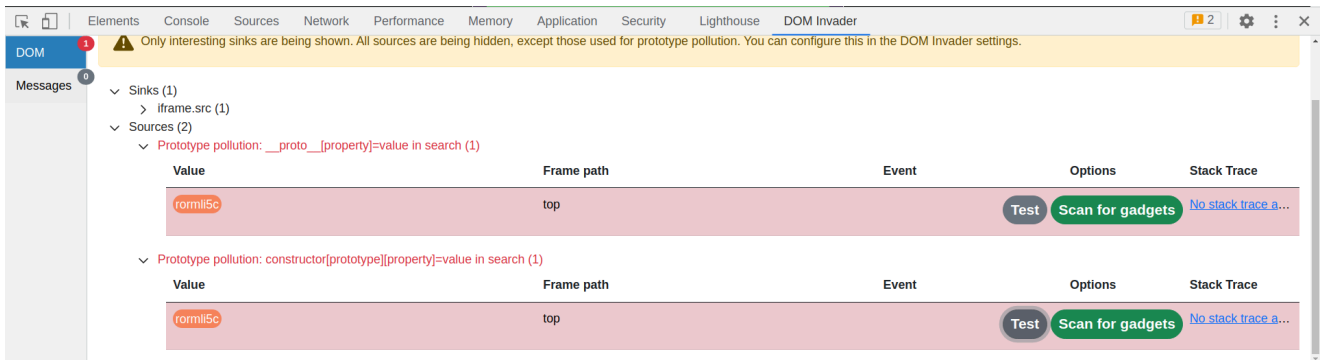 Elements Console Sources Network Performance Memory Application Security Lighthouse DOM Invader 2
DOM 1
Only interesting sinks are being shown. All sources are being hidden, except those used for prototype pollution. You can configure this in the DOM Invader settings.
Messages 0
Sinks (1)
iframe.src (1)
Sources (2)
Prototype pollution: __proto__[property]=value in search (1)
Value Frame path Event Options Stack Trace
rormli5c top Test Scan for gadgets No stack trace a...
Prototype pollution: constructor[prototype][property]=value in search (1)
Value Frame path Event Options Stack Trace
rormli5c top Test Scan for gadgets No stack trace a...